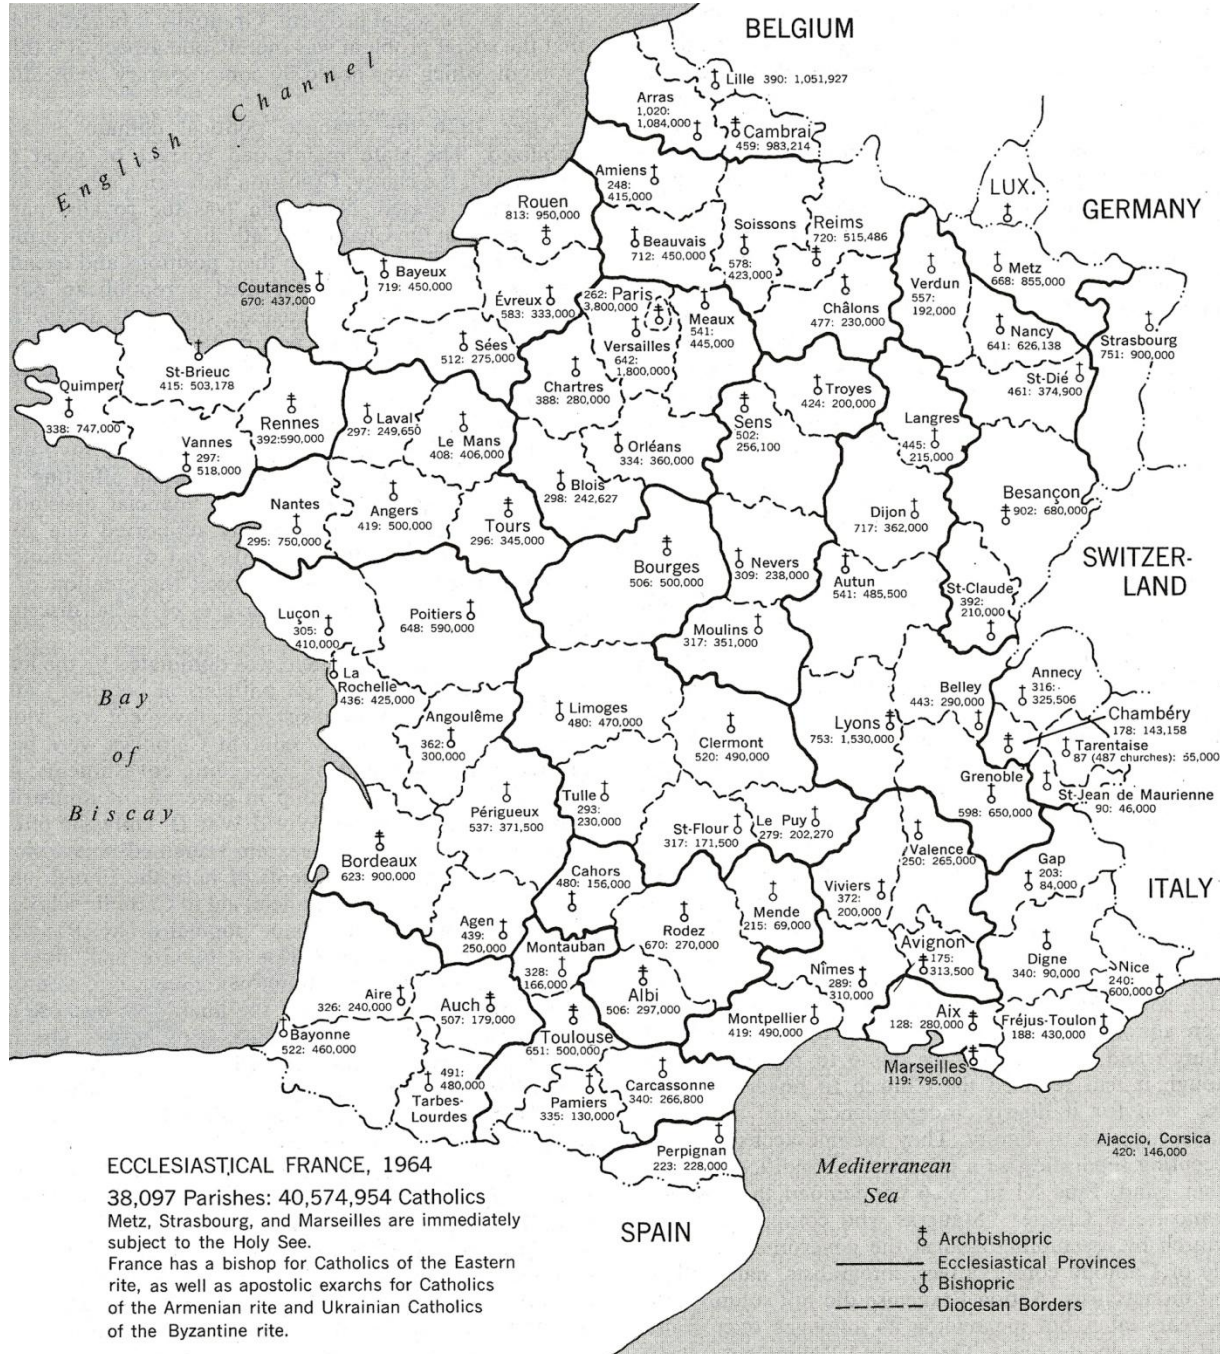 BELGIUM
English Channel
Lille 390: 1,051,927
Arras
1,020:
1,084,000
Cambrai
459: 983,214
Amiens
248:
415,000
LUX.
GERMANY
Rouen
813: 950,000
Soissons
578:
423,000
Reims
720: 515,486
Beauvais
712: 450,000
Metz
668: 855,000
Verdun
557:
192,000
Bayeux
719: 450,000
Coutances
670: 437,000
Évreux
583: 333,000
262: Paris
3,800,000
Meaux
541:
445,000
Châlons
477: 230,000
Nancy
641: 626,138
Strasbourg
751: 900,000
Sées
512: 275,000
Versailles
642:
1,800,000
St-Brieuc
415: 503,178
Quimper
338: 747,000
Rennes
392:590,000
Laval
297: 249,650
Le Mans
408: 406,000
Chartres
388: 280,000
Troyes
424: 200,000
St-Dié
461: 374,900
Sens
502:
256,100
Langres
445:
215,000
Vannes
297:
518,000
Orléans
334: 360,000
Blois
298: 242,627
Nantes
295: 750,000
Angers
419: 500,000
Tours
296: 345,000
Dijon
717: 362,000
Besançon
902: 680,000
Bourges
506: 500,000
Nevers
309: 238,000
Autun
541: 485,500
St-Claude
392:
210,000
SWITZER-
LAND
Luçon
305:
410,000
Poitiers
648: 590,000
Moulins
317: 351,000
La
Rochelle
436: 425,000
Bay
of
Biscay
Angoulême
362:
300,000
Limoges
480: 470,000
Clermont
520: 490,000
Lyons
753: 1,530,000
Belley
443: 290,000
Annecy
316:
325,506
Chambéry
178: 143,158
Tarentaise
87 (487 churches): 55,000
St-Jean de Maurienne
90: 46,000
Grenoble
598: 650,000
Périgueux
537: 371,500
Tulle
293:
230,000
St-Flour
317: 171,500
Le Puy
279: 202,270
Valence
250: 265,000
Bordeaux
623: 900,000
Cahors
480: 156,000
Gap
203:
84,000
ITALY
Viviers
372:
200,000
Mende
215: 69,000
Agen
439:
250,000
Rodez
670: 270,000
Montauban
328:
166,000
Avignon
175:
313,500
Digne
340: 90,000
Nice
240:
600,000
Nîmes
289:
310,000
Albi
506: 297,000
Aire
326: 240,000
Auch
507: 179,000
Montpellier
419: 490,000
Aix
128: 280,000
Fréjus-Toulon
188: 430,000
Bayonne
522: 460,000
Toulouse
651: 500,000
Marseilles
119: 795,000
491:
480,000
Tarbes-
Lourdes
Pamiers
335: 130,000
Carcassonne
340: 266,800
Perpignan
223: 228,000
Ajaccio, Corsica
420: 146,000
Mediterranean
Sea
SPAIN
ECCLESIASTICAL FRANCE, 1964
38,097 Parishes: 40,574,954 Catholics
Metz, Strasbourg, and Marseilles are immediately
subject to the Holy See.
France has a bishop for Catholics of the Eastern
rite, as well as apostolic exarchs for Catholics
of the Armenian rite and Ukrainian Catholics
of the Byzantine rite.
Archbishopric
Ecclesiastical Provinces
Bishopric
Diocesan Borders